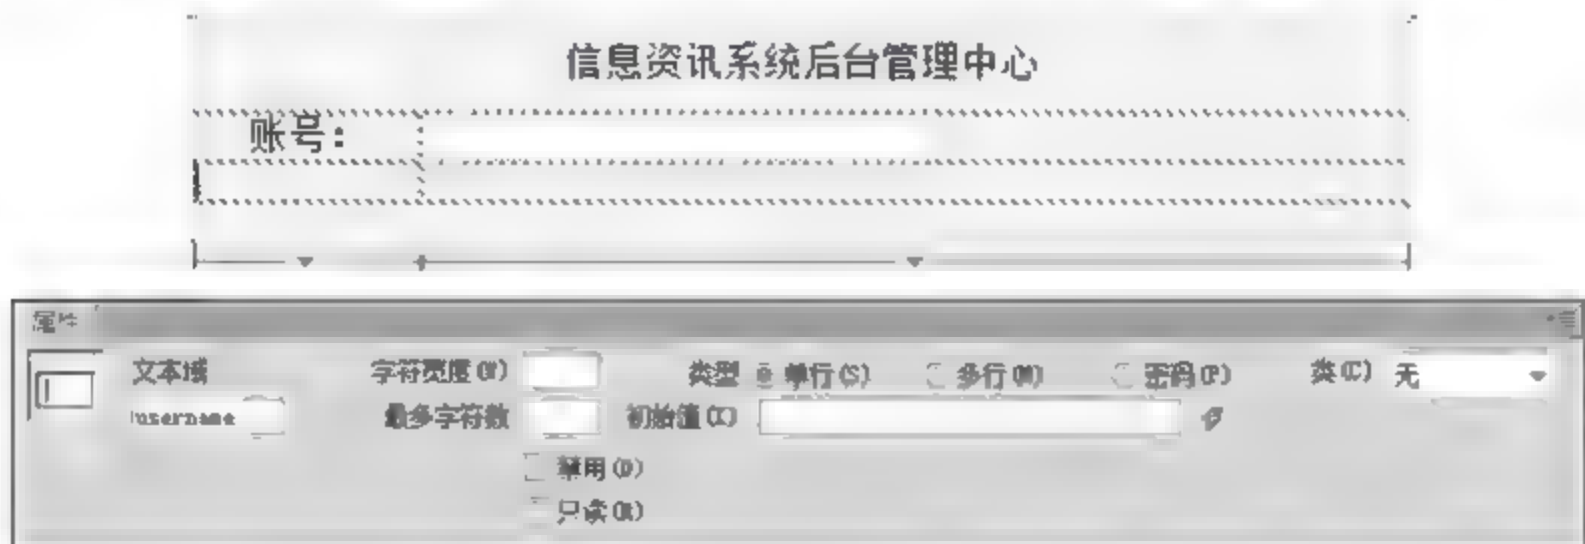 信息资讯系统后台管理中心
账号：
属性
文本域 字符宽度(W) 类型 单行(S) 多行(M) 密码(P) 类(C) 无
username 最多字符数 初始值(V)
禁用(D)
只读(R)